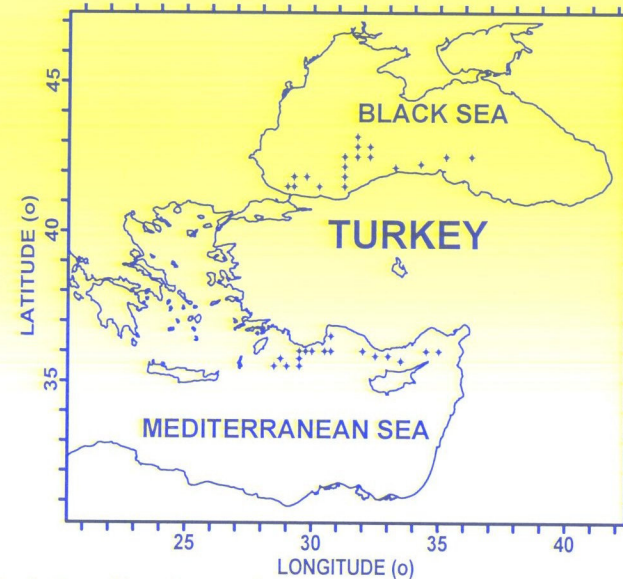 45
BLACK SEA
40
TURKEY
LATITUDE (o)
35
MEDITERRANEAN SEA
25
30
35
40
LONGITUDE (o)